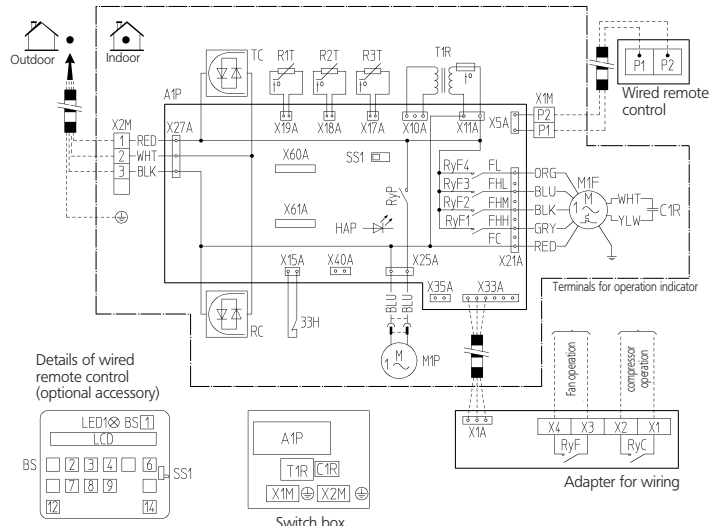 Outdoor
Indoor
TC
R1T
R2T
R3T
T1R
X1M
P1 P2
Wired remote
control
A1P
X2M
X27A
X19A
X18A
X17A
X10A
X11A
X5A
P2
P1
1 RED
2 WHT
3 BLK
X60A
SS1
X61A
HAP
RyP
RyF4 FL ORG
RyF3 FHL BLU
RyF2 FHM BLK
RyF1 FHH GRY
FC RED
X21A
M1F
M
1
WHT
YLW
C1R
X15A
X40A
X25A
X35A
X33A
Terminals for operation indicator
RC
33H
BLU
BLU
M
1
M1P
Fan operation
compressor
operation
X1A
X4 X3 X2 X1
RyF
RyC
Adapter for wiring
Details of wired
remote control
(optional accessory)
LED1 BS 1
LCD
BS
2 3 4 6
SS1
7 8 9
12 14
A1P
T1R C1R
X1M X2M
Switch box